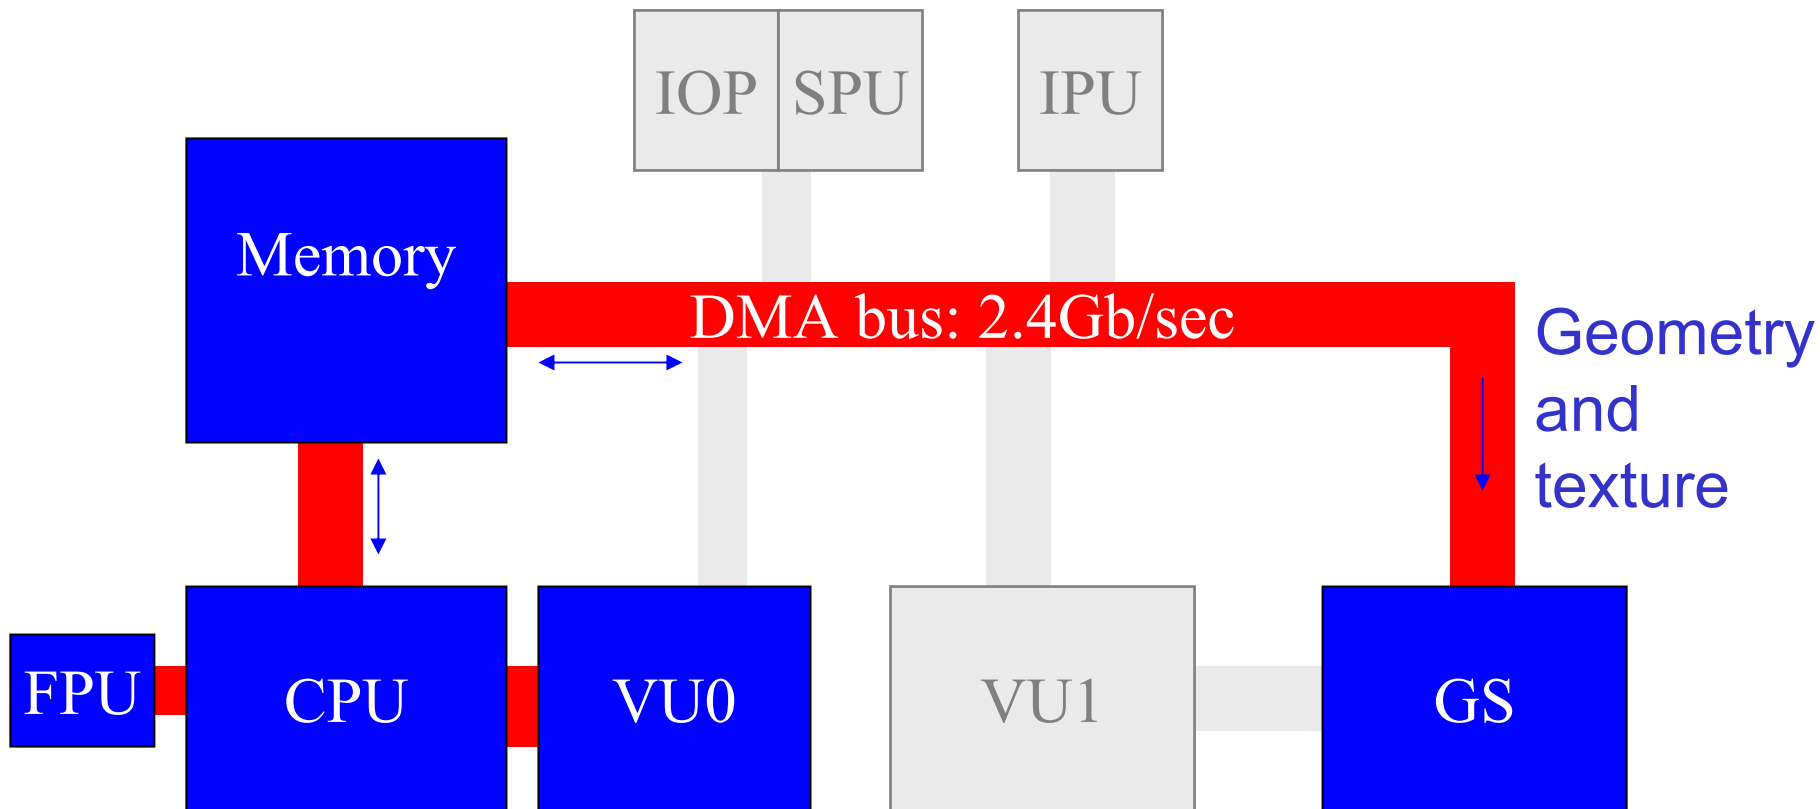 IOP
SPU
IPU
Memory
DMA bus: 2.4Gb/sec
Geometry
and
texture
FPU
CPU
VU0
VU1
GS